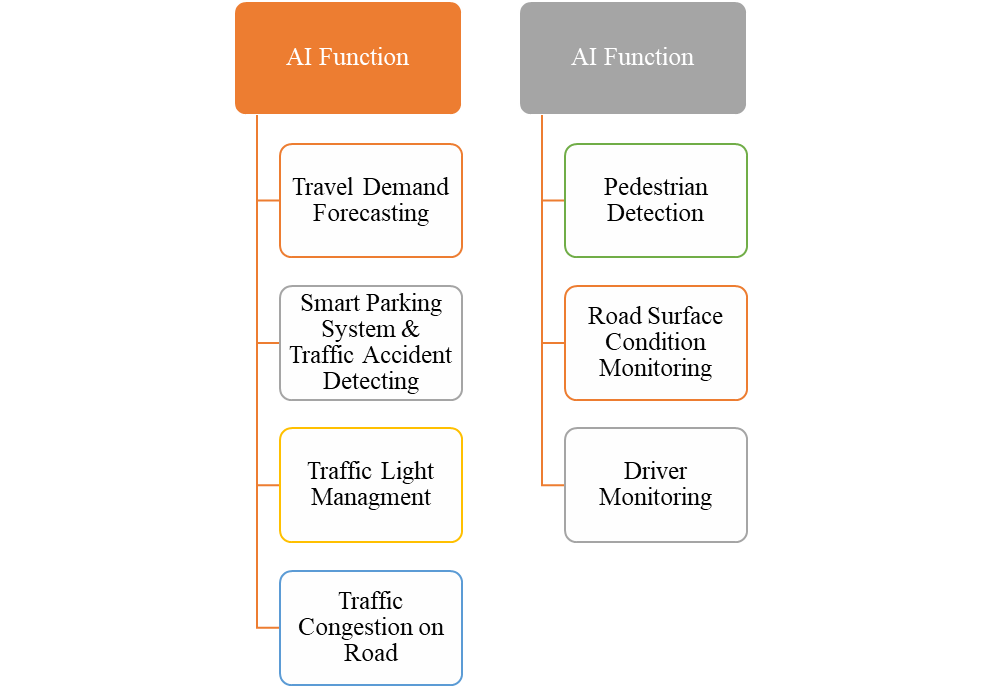 AI Function
Travel Demand
Forecasting
Smart Parking
System &
Traffic Accident
Detecting
Traffic Light
Managment
Traffic
Congestion on
Road
AI Function
Pedestrian
Detection
Road Surface
Condition
Monitoring
Driver
Monitoring